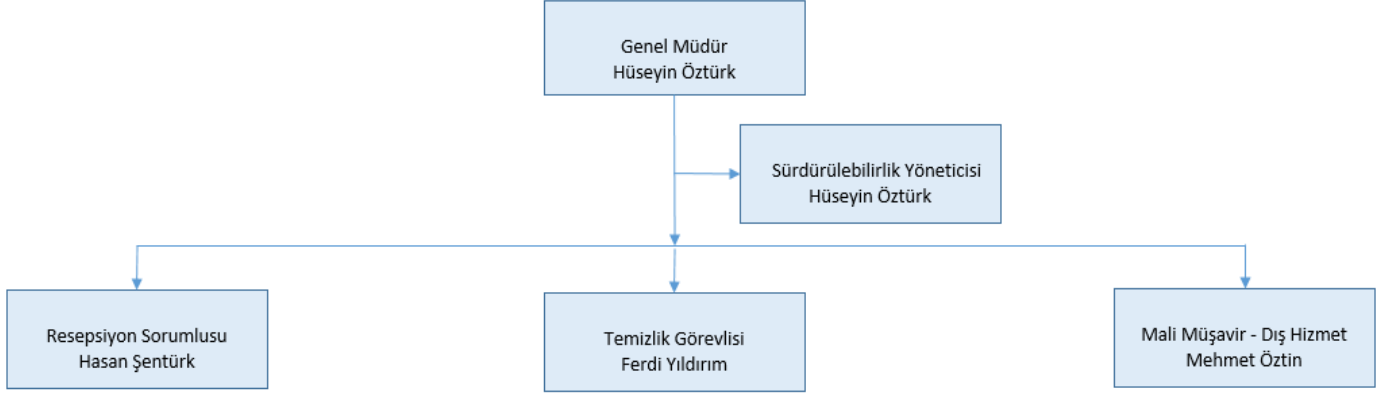 Genel Müdür
Hüseyin Öztürk
Sürdürülebilirlik Yöneticisi
Hüseyin Öztürk
Resepsiyon Sorumlusu
Hasan Şentürk
Temizlik Görevlisi
Ferdi Yıldırım
Mali Müşavir - Dış Hizmet
Mehmet Öztin